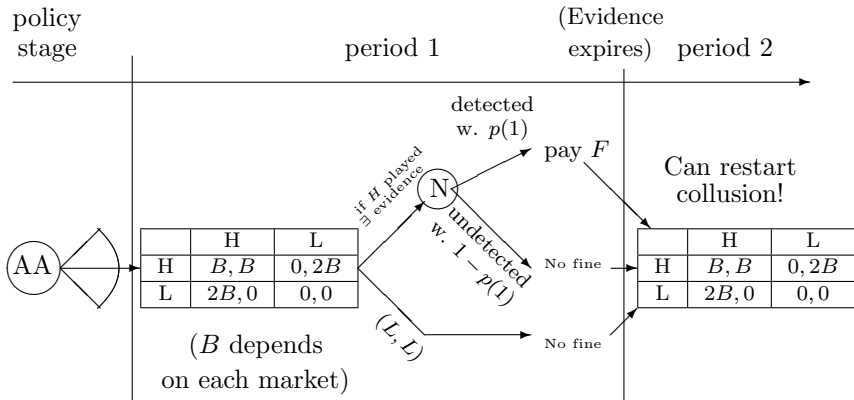 policy
stage
period 1
(Evidence
expires)
period 2
detected
w. p(1)
pay F
Can restart
collusion!
if H played
∃ evidence
N
undetected
w. 1 − p(1)
AA
H L
H B, B 0, 2B
L 2B, 0 0, 0
No fine
H L
H B, B 0, 2B
L 2B, 0 0, 0
(L, L)
No fine
(B depends
on each market)